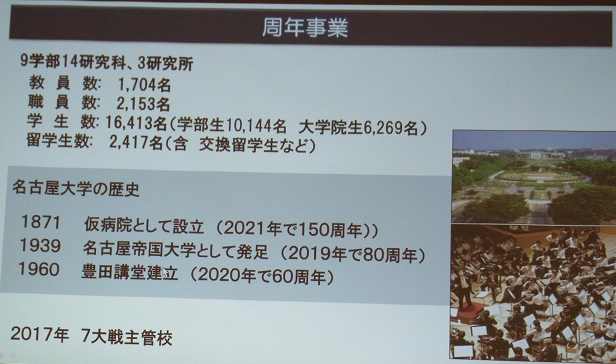 周年事業
9学部14研究科、3研究所
教 員 数: 1,704名
職 員 数: 2,153名
学 生 数: 16,413名(学部生10,144名 大学院生6,269名)
留学生数: 2,417名(含 交換留学生など)
名古屋大学の歴史
1871 仮病院として設立 (2021年で150周年))
1939 名古屋帝国大学として発足 (2019年で80周年)
1960 豊田講堂建立 (2020年で60周年)
2017年 7大戦主管校